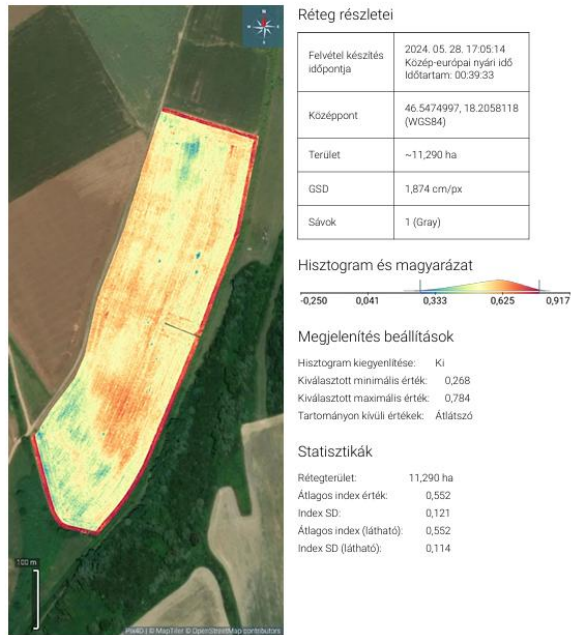 N
Réteg részletei
Felvétel készítés
időpontja
2024. 05. 28. 17:05:14
Közép-európai nyári idő
Időtartam: 00:39:33
Középpont
46.5474997, 18.2058118
(WGS84)
Terület
~11,290 ha
GSD
1,874 cm/px
Sávok
1 (Gray)
Hisztogram és magyarázat
-0,250 0,041 0,333 0,625 0,917
Megjelenítés beállítások
Hisztogram kiegyenlítése: Ki
Kiválasztott minimális érték: 0,268
Kiválasztott maximális érték: 0,784
Tartományon kívüli értékek: Átlátszó
Statisztikák
Rétegterület: 11,290 ha
Átlagos index érték: 0,552
Index SD: 0,121
Átlagos index (látható): 0,552
Index SD (látható): 0,114
100 m
Pix4D | © MapTiler © OpenStreetMap contributors